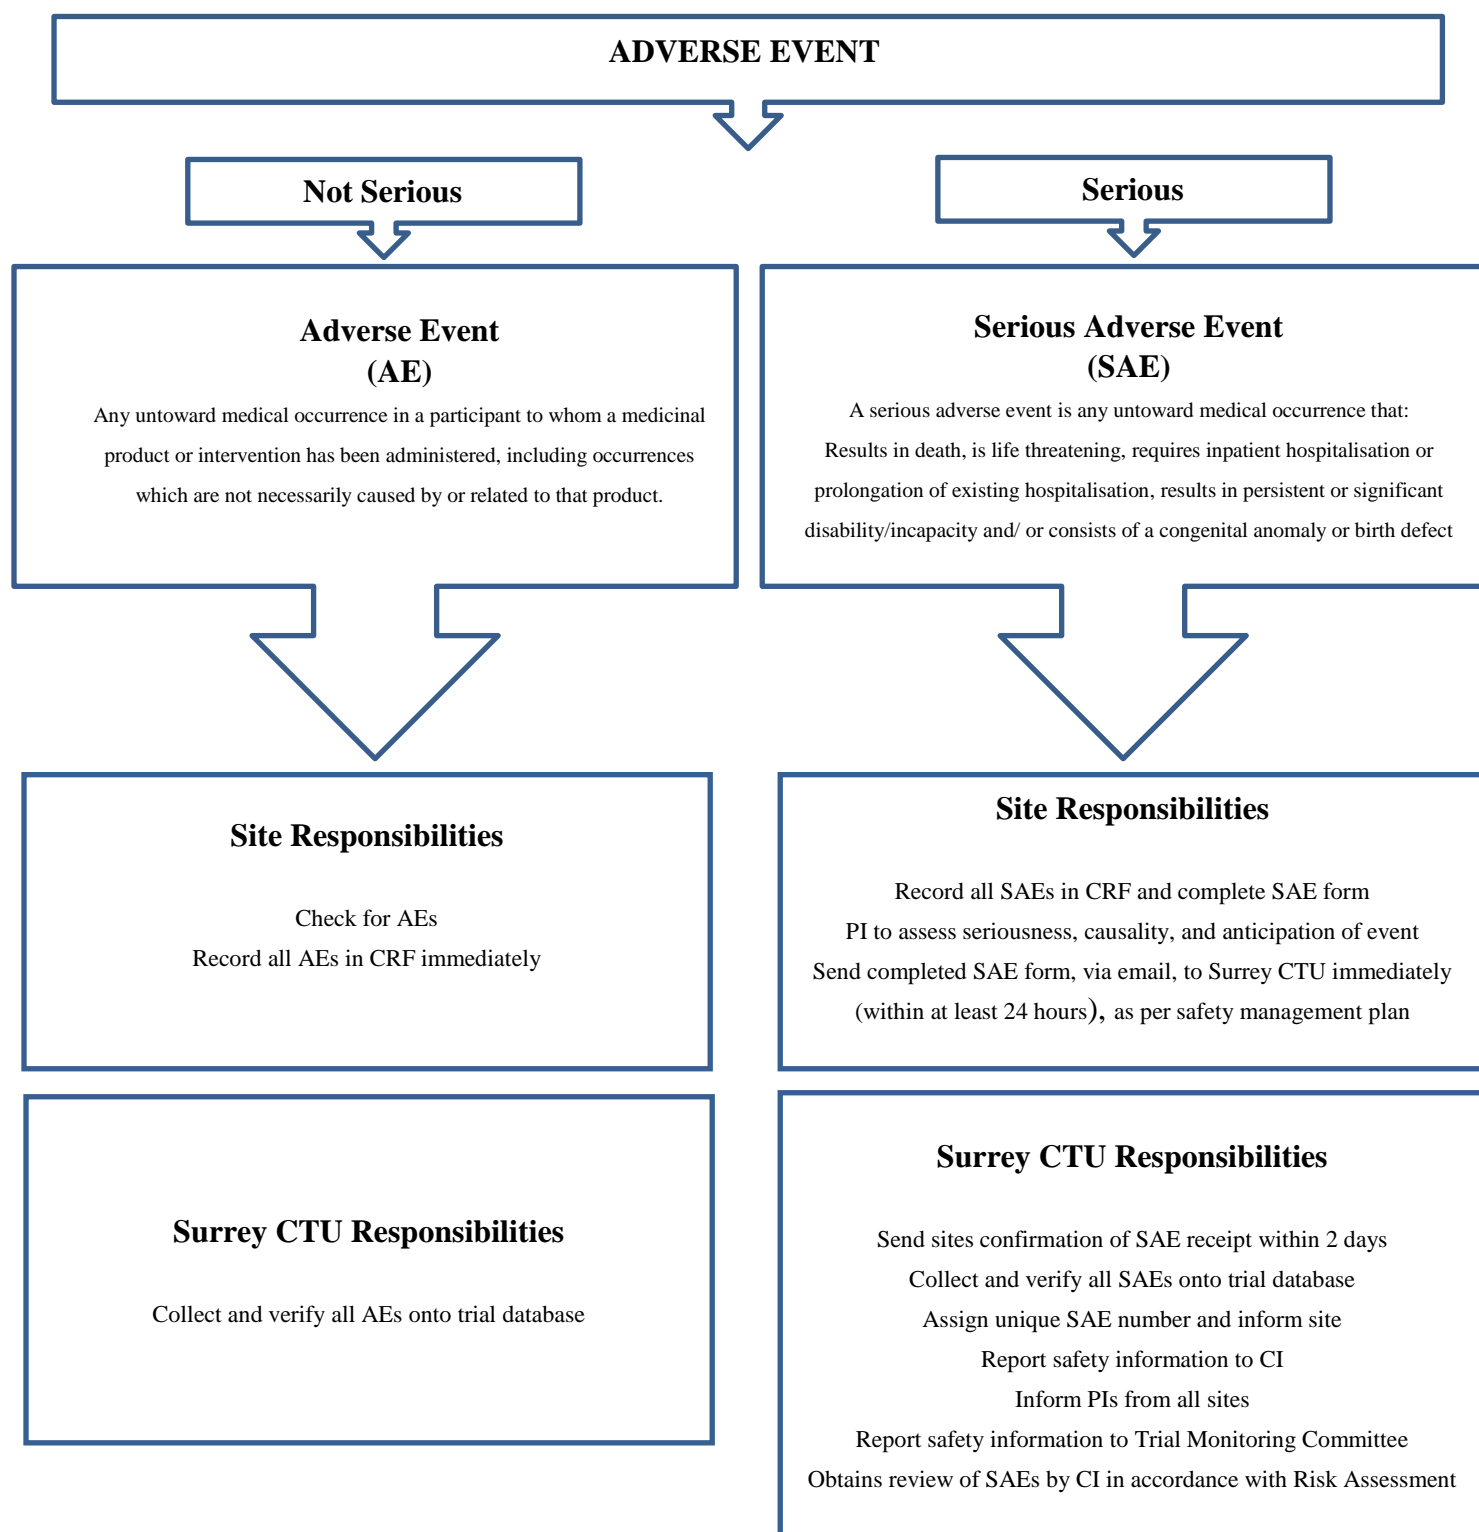 ADVERSE EVENT
Not Serious
Serious
Adverse Event
(AE)
Any untoward medical occurrence in a participant to whom a medicinal
product or intervention has been administered, including occurrences
which are not necessarily caused by or related to that product.
Serious Adverse Event
(SAE)
A serious adverse event is any untoward medical occurrence that:
Results in death, is life threatening, requires inpatient hospitalisation or
prolongation of existing hospitalisation, results in persistent or significant
disability/incapacity and/ or consists of a congenital anomaly or birth defect
Site Responsibilities
Check for AEs
Record all AEs in CRF immediately
Site Responsibilities
Record all SAEs in CRF and complete SAE form
PI to assess seriousness, causality, and anticipation of event
Send completed SAE form, via email, to Surrey CTU immediately
(within at least 24 hours), as per safety management plan
Surrey CTU Responsibilities
Collect and verify all AEs onto trial database
Surrey CTU Responsibilities
Send sites confirmation of SAE receipt within 2 days
Collect and verify all SAEs onto trial database
Assign unique SAE number and inform site
Report safety information to CI
Inform PIs from all sites
Report safety information to Trial Monitoring Committee
Obtains review of SAEs by CI in accordance with Risk Assessment